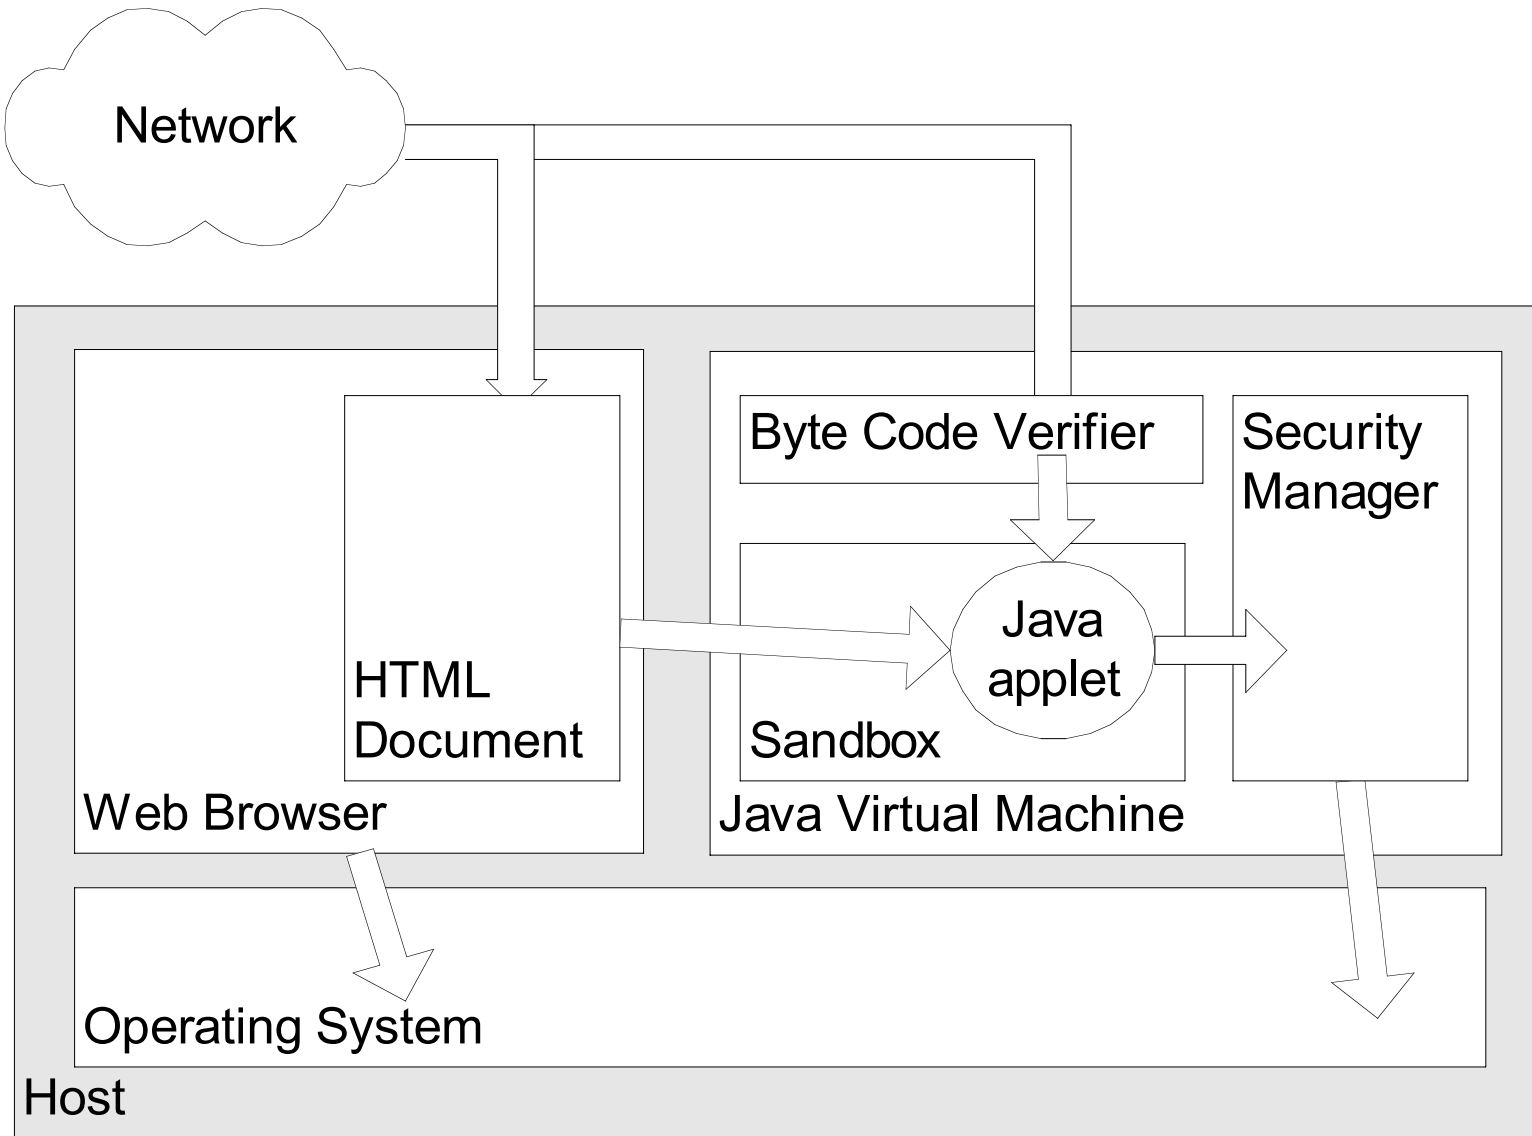 Network
Byte Code Verifier
Security
Manager
Java
applet
HTML
Document
Sandbox
Web Browser
Java Virtual Machine
Operating System
Host